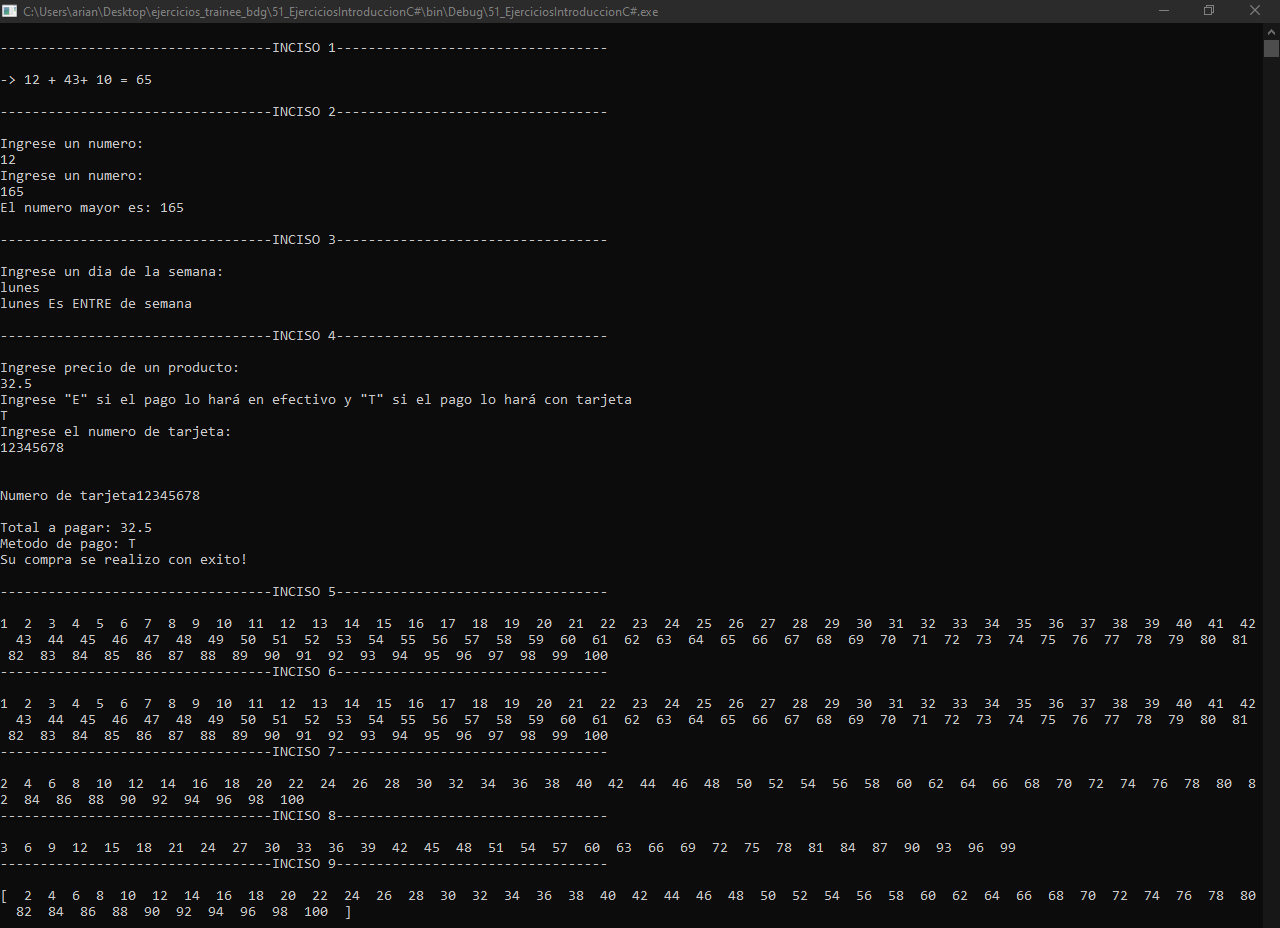 C:\Users\arian\Desktop\ejercicios_trainee_bdg\51_EjerciciosIntroduccionC#\bin\Debug\51_EjerciciosIntroduccionC#.exe
----------------------------------INCISO 1----------------------------------
-> 12 + 43+ 10 = 65
----------------------------------INCISO 2----------------------------------
Ingrese un numero:
12
Ingrese un numero:
165
El numero mayor es: 165
----------------------------------INCISO 3----------------------------------
Ingrese un dia de la semana:
lunes
lunes Es ENTRE de semana
----------------------------------INCISO 4----------------------------------
Ingrese precio de un producto:
32.5
Ingrese "E" si el pago lo hará en efectivo y "T" si el pago lo hará con tarjeta
T
Ingrese el numero de tarjeta:
12345678
Numero de tarjeta12345678
Total a pagar: 32.5
Metodo de pago: T
Su compra se realizo con exito!
----------------------------------INCISO 5----------------------------------
1  2  3  4  5  6  7  8  9  10  11  12  13  14  15  16  17  18  19  20  21  22  23  24  25  26  27  28  29  30  31  32  33  34  35  36  37  38  39  40  41  42
  43  44  45  46  47  48  49  50  51  52  53  54  55  56  57  58  59  60  61  62  63  64  65  66  67  68  69  70  71  72  73  74  75  76  77  78  79  80  81
 82  83  84  85  86  87  88  89  90  91  92  93  94  95  96  97  98  99  100
----------------------------------INCISO 6----------------------------------
1  2  3  4  5  6  7  8  9  10  11  12  13  14  15  16  17  18  19  20  21  22  23  24  25  26  27  28  29  30  31  32  33  34  35  36  37  38  39  40  41  42
  43  44  45  46  47  48  49  50  51  52  53  54  55  56  57  58  59  60  61  62  63  64  65  66  67  68  69  70  71  72  73  74  75  76  77  78  79  80  81
 82  83  84  85  86  87  88  89  90  91  92  93  94  95  96  97  98  99  100
----------------------------------INCISO 7----------------------------------
2  4  6  8  10  12  14  16  18  20  22  24  26  28  30  32  34  36  38  40  42  44  46  48  50  52  54  56  58  60  62  64  66  68  70  72  74  76  78  80  8
2  84  86  88  90  92  94  96  98  100
----------------------------------INCISO 8----------------------------------
3  6  9  12  15  18  21  24  27  30  33  36  39  42  45  48  51  54  57  60  63  66  69  72  75  78  81  84  87  90  93  96  99
----------------------------------INCISO 9----------------------------------
[  2  4  6  8  10  12  14  16  18  20  22  24  26  28  30  32  34  36  38  40  42  44  46  48  50  52  54  56  58  60  62  64  66  68  70  72  74  76  78  80
  82  84  86  88  90  92  94  96  98  100  ]